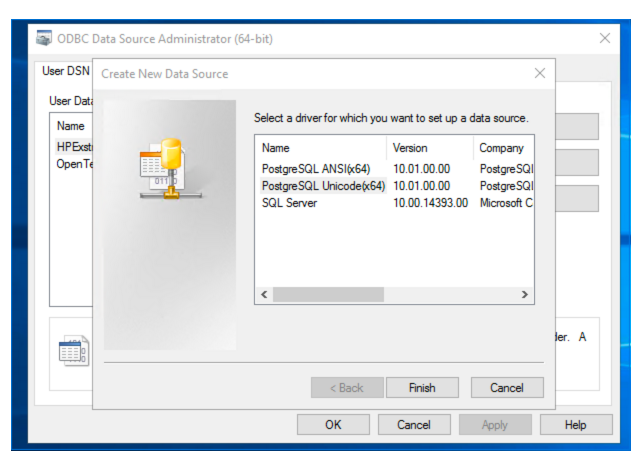 ODBC Data Source Administrator (64-bit)
User DSN
Create New Data Source
User Data
Name
HPExstr
OpenTe
Select a driver for which you want to set up a data source.
Name Version Company
PostgreSQL ANSI(x64) 10.01.00.00 PostgreSQL
PostgreSQL Unicode(x64) 10.01.00.00 PostgreSQL
SQL Server 10.00.14393.00 Microsoft C
der. A
< Back Finish Cancel
OK Cancel Apply Help